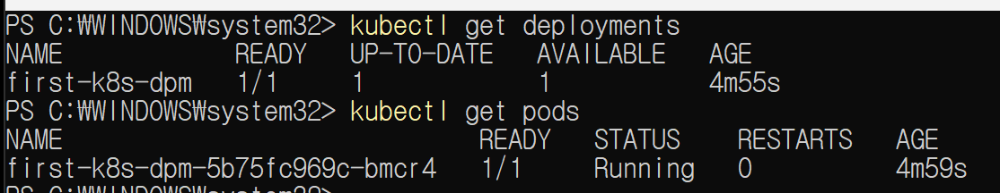 PS C:₩WINDOWS₩system32> kubectl get deployments
NAME READY UP-TO-DATE AVAILABLE AGE
first-k8s-dpm 1/1 1 1 4m55s
PS C:₩WINDOWS₩system32> kubectl get pods
NAME READY STATUS RESTARTS AGE
first-k8s-dpm-5b75fc969c-bmcr4 1/1 Running 0 4m59s